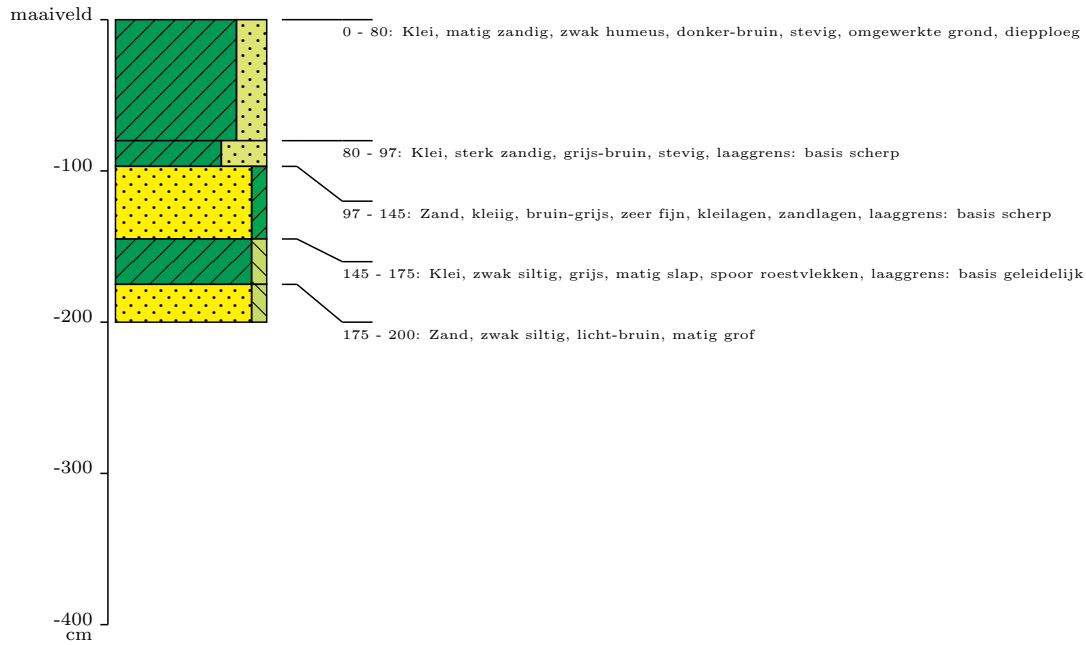 maaiveld
0 - 80: Klei, matig zandig, zwak humeus, donker-bruin, stevig, omgewerkte grond, diepploeg
80 - 97: Klei, sterk zandig, grijs-bruin, stevig, laaggrens: basis scherp
-100
97 - 145: Zand, kleiig, bruin-grijs, zeer fijn, kleilagen, zandlagen, laaggrens: basis scherp
145 - 175: Klei, zwak siltig, grijs, matig slap, spoor roestvlekken, laaggrens: basis geleidelijk
-200
175 - 200: Zand, zwak siltig, licht-bruin, matig grof
-300
-400
cm